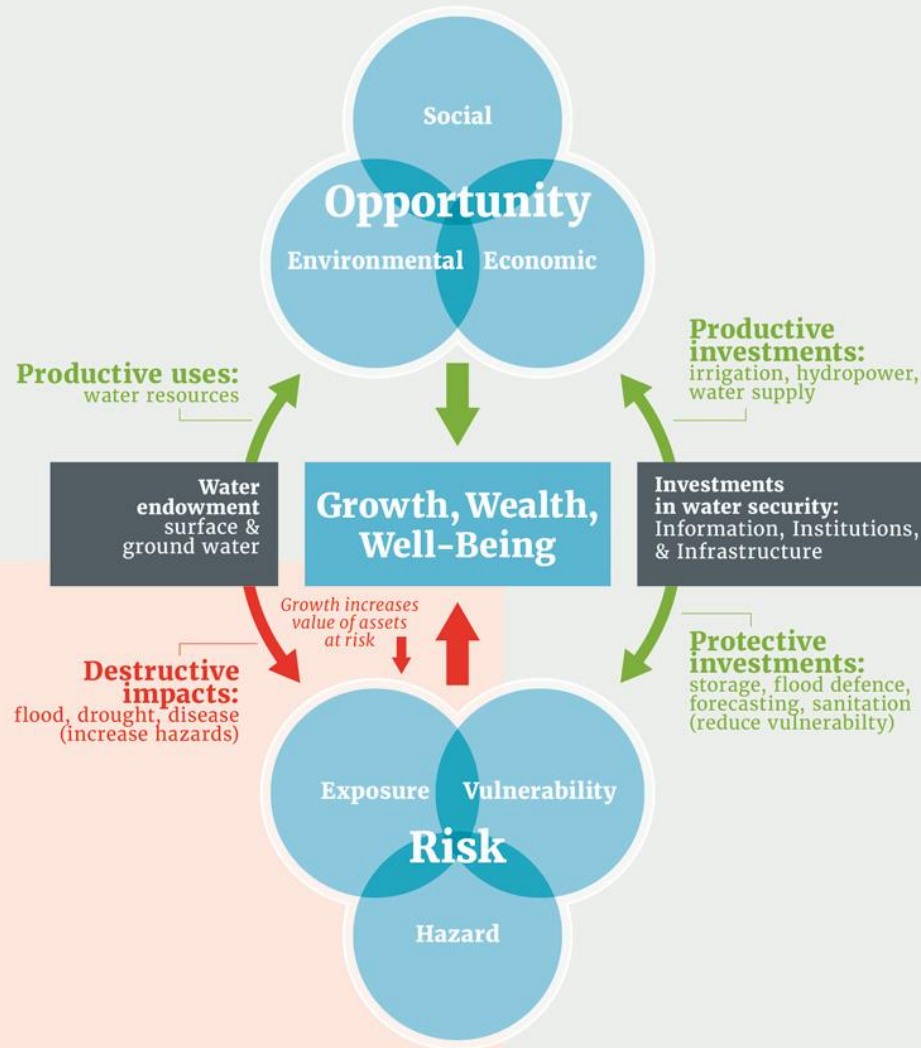 Social
Opportunity
Environmental
Economic
Productive uses:
water resources
Productive
investments:
irrigation, hydropower,
water supply
Water
endowment
surface &
ground water
Growth, Wealth,
Well-Being
Investments
in water security:
Information, Institutions,
& Infrastructure
Growth increases
value of assets
at risk
Destructive
impacts:
flood, drought, disease
(increase hazards)
Protective
investments:
storage, flood defence,
forecasting, sanitation
(reduce vulnerabilty)
Exposure
Vulnerability
Risk
Hazard